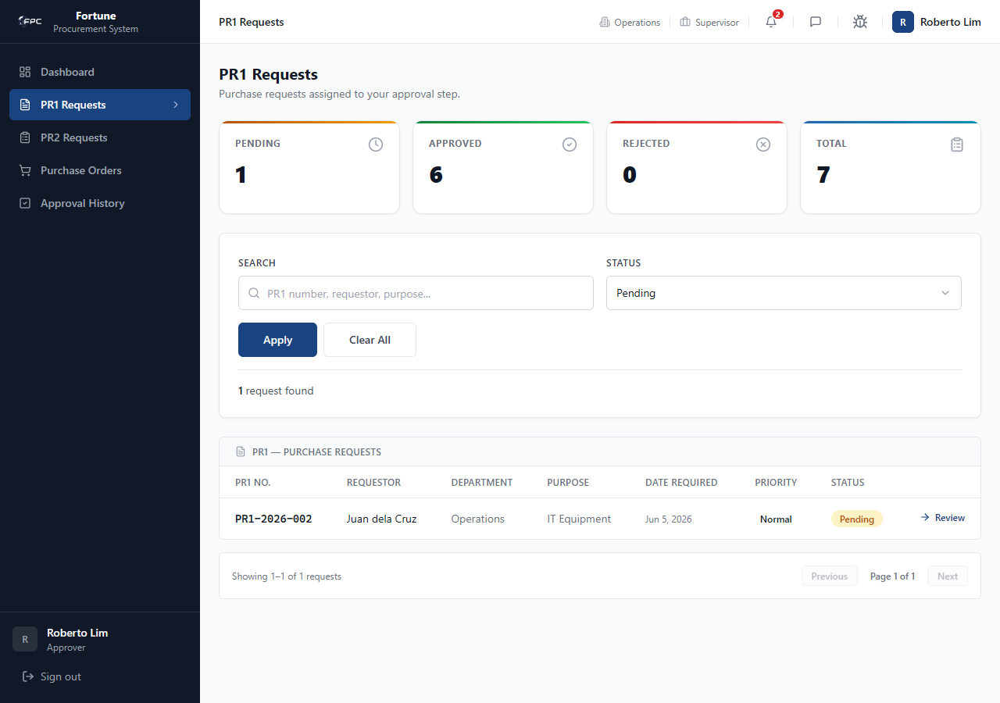 FPC
Fortune
Procurement System
Dashboard
PR1 Requests
PR2 Requests
Purchase Orders
Approval History
R
Roberto Lim
Approver
Sign out
PR1 Requests
Operations
Supervisor
2
R
Roberto Lim
PR1 Requests
Purchase requests assigned to your approval step.
PENDING
1
APPROVED
6
REJECTED
0
TOTAL
7
SEARCH
PR1 number, requestor, purpose...
STATUS
Pending
Apply
Clear All
1 request found
PR1 — PURCHASE REQUESTS
PR1 NO. REQUESTOR DEPARTMENT PURPOSE DATE REQUIRED PRIORITY STATUS
PR1-2026-002 Juan dela Cruz Operations IT Equipment Jun 5, 2026 Normal Pending Review
Showing 1–1 of 1 requests
Previous Page 1 of 1 Next